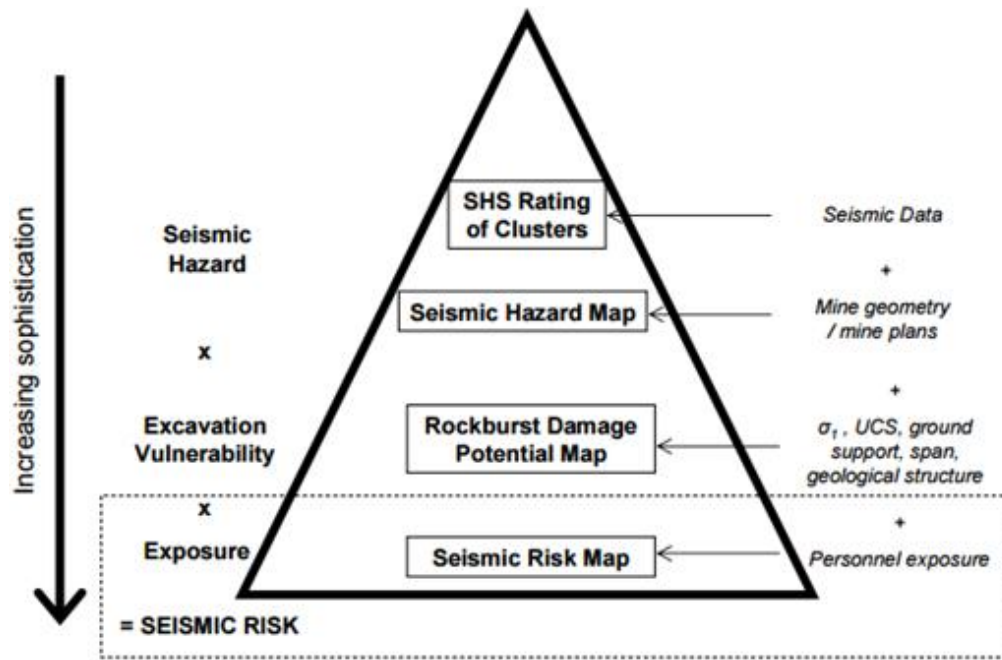 Increasing sophistication
SHS Rating
of Clusters
Seismic Data
Seismic
Hazard
+
Seismic Hazard Map
Mine geometry
/ mine plans
x
+
Excavation
Vulnerability
Rockburst Damage
Potential Map
σ₁ , UCS, ground
support, span,
geological structure
x
+
Exposure
Seismic Risk Map
Personnel exposure
= SEISMIC RISK